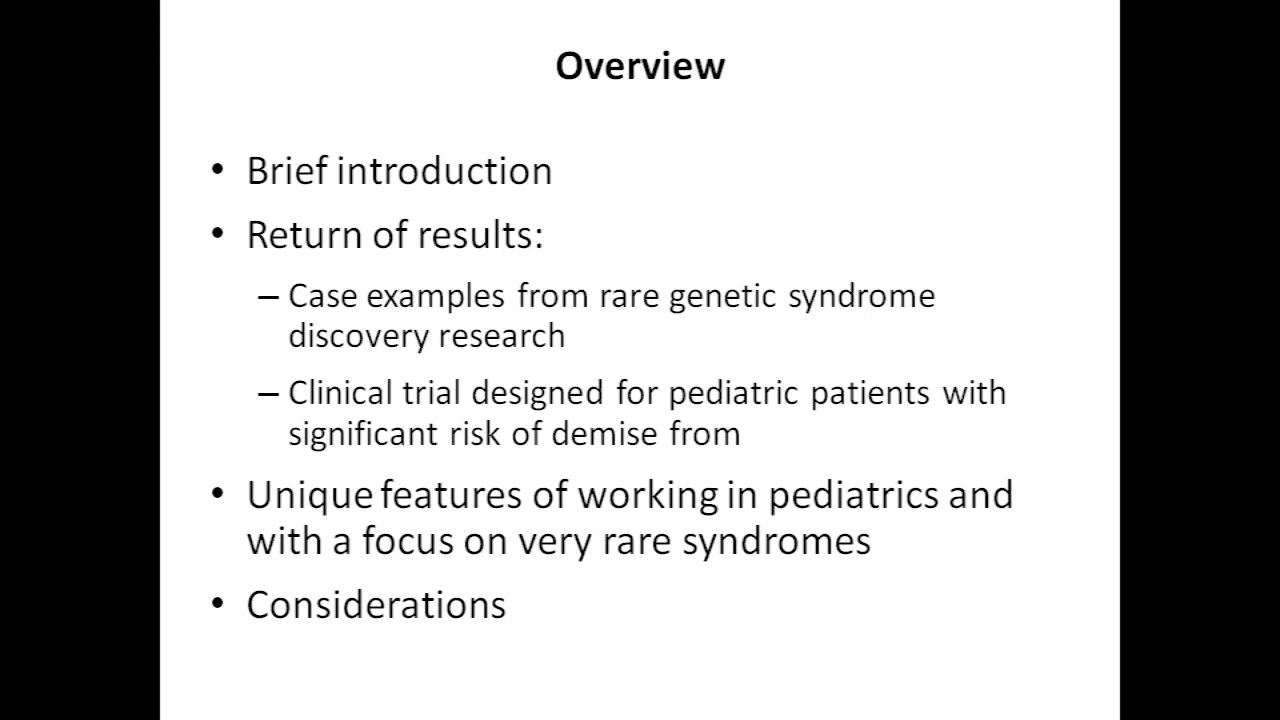 Overview
• Brief introduction
• Return of results:
– Case examples from rare genetic syndrome
discovery research
– Clinical trial designed for pediatric patients with
significant risk of demise from
• Unique features of working in pediatrics and
with a focus on very rare syndromes
• Considerations